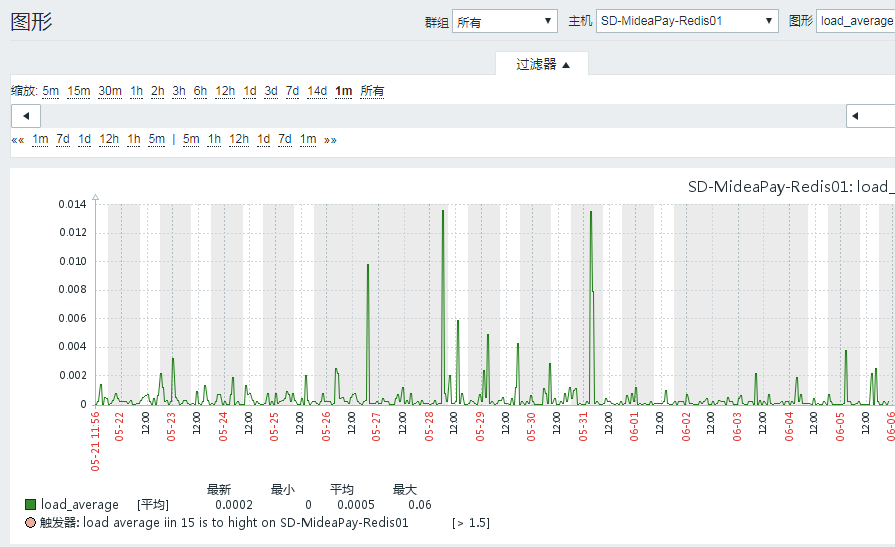 图形
群组 所有 主机 SD-MideaPay-Redis01 图形 load_average
过滤器
缩放: 5m 15m 30m 1h 2h 3h 6h 12h 1d 3d 7d 14d 1m 所有
«« 1m 7d 1d 12h 1h 5m | 5m 1h 12h 1d 7d 1m »»
SD-MideaPay-Redis01: load_
0.014
0.012
0.010
0.008
0.006
0.004
0.002
0
05-21 11:56 05-22 12:00 05-23 12:00 05-24 12:00 05-25 12:00 05-26 12:00 05-27 12:00 05-28 12:00 05-29 12:00 05-30 12:00 05-31 12:00 06-01 12:00 06-02 12:00 06-03 12:00 06-04 12:00 06-05 12:00 06-06
最新 最小 平均 最大
load_average [平均] 0.0002 0 0.0005 0.06
触发器: load average iin 15 is to hight on SD-MideaPay-Redis01 [> 1.5]